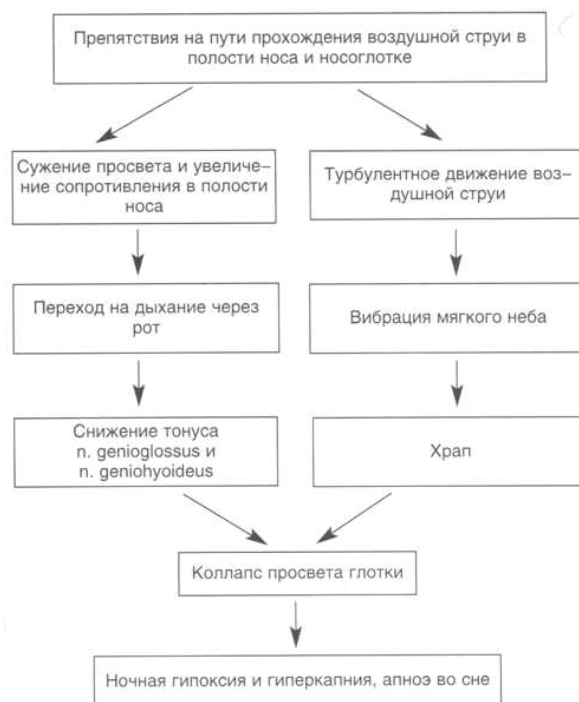 Препятствия на пути прохождения воздушной струи в
полости носа и носоглотке
Сужение просвета и увеличе-
ние сопротивления в полости
носа
Турбулентное движение воз-
душной струи
Переход на дыхание через
рот
Вибрация мягкого неба
Снижение тонуса
n. genioglossus и
n. geniohyoideus
Храп
Коллапс просвета глотки
Ночная гипоксия и гиперкапния, апноэ во сне